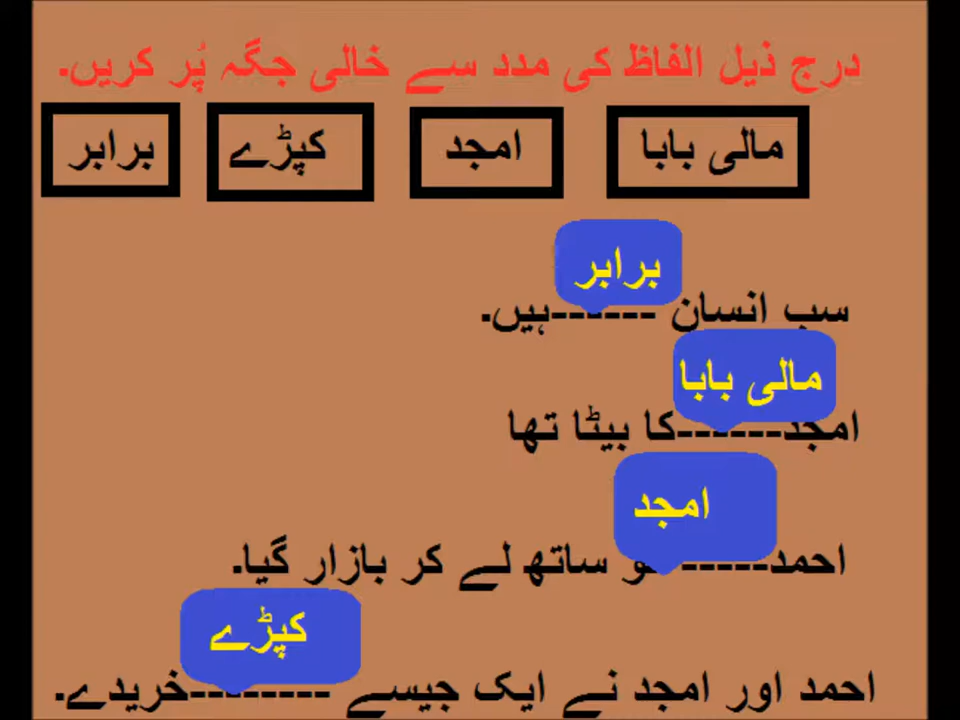 درج ذیل الفاظ کی مدد سے خالی جگہ پُر کریں۔
مالی بابا امجد کپڑے برابر
برابر
سب انسان ------ہیں۔
مالی بابا
امجد------کا بیٹا تھا
امجد
احمد----- کو ساتھ لے کر بازار گیا۔
کپڑے
احمد اور امجد نے ایک جیسے --------خریدے۔